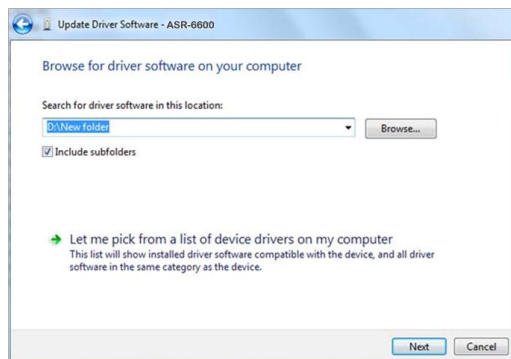 Update Driver Software - ASR-6600
Browse for driver software on your computer
Search for driver software in this location:
D:\New folder
Browse...
Include subfolders
Let me pick from a list of device drivers on my computer
This list will show installed driver software compatible with the device, and all driver
software in the same category as the device.
Next
Cancel